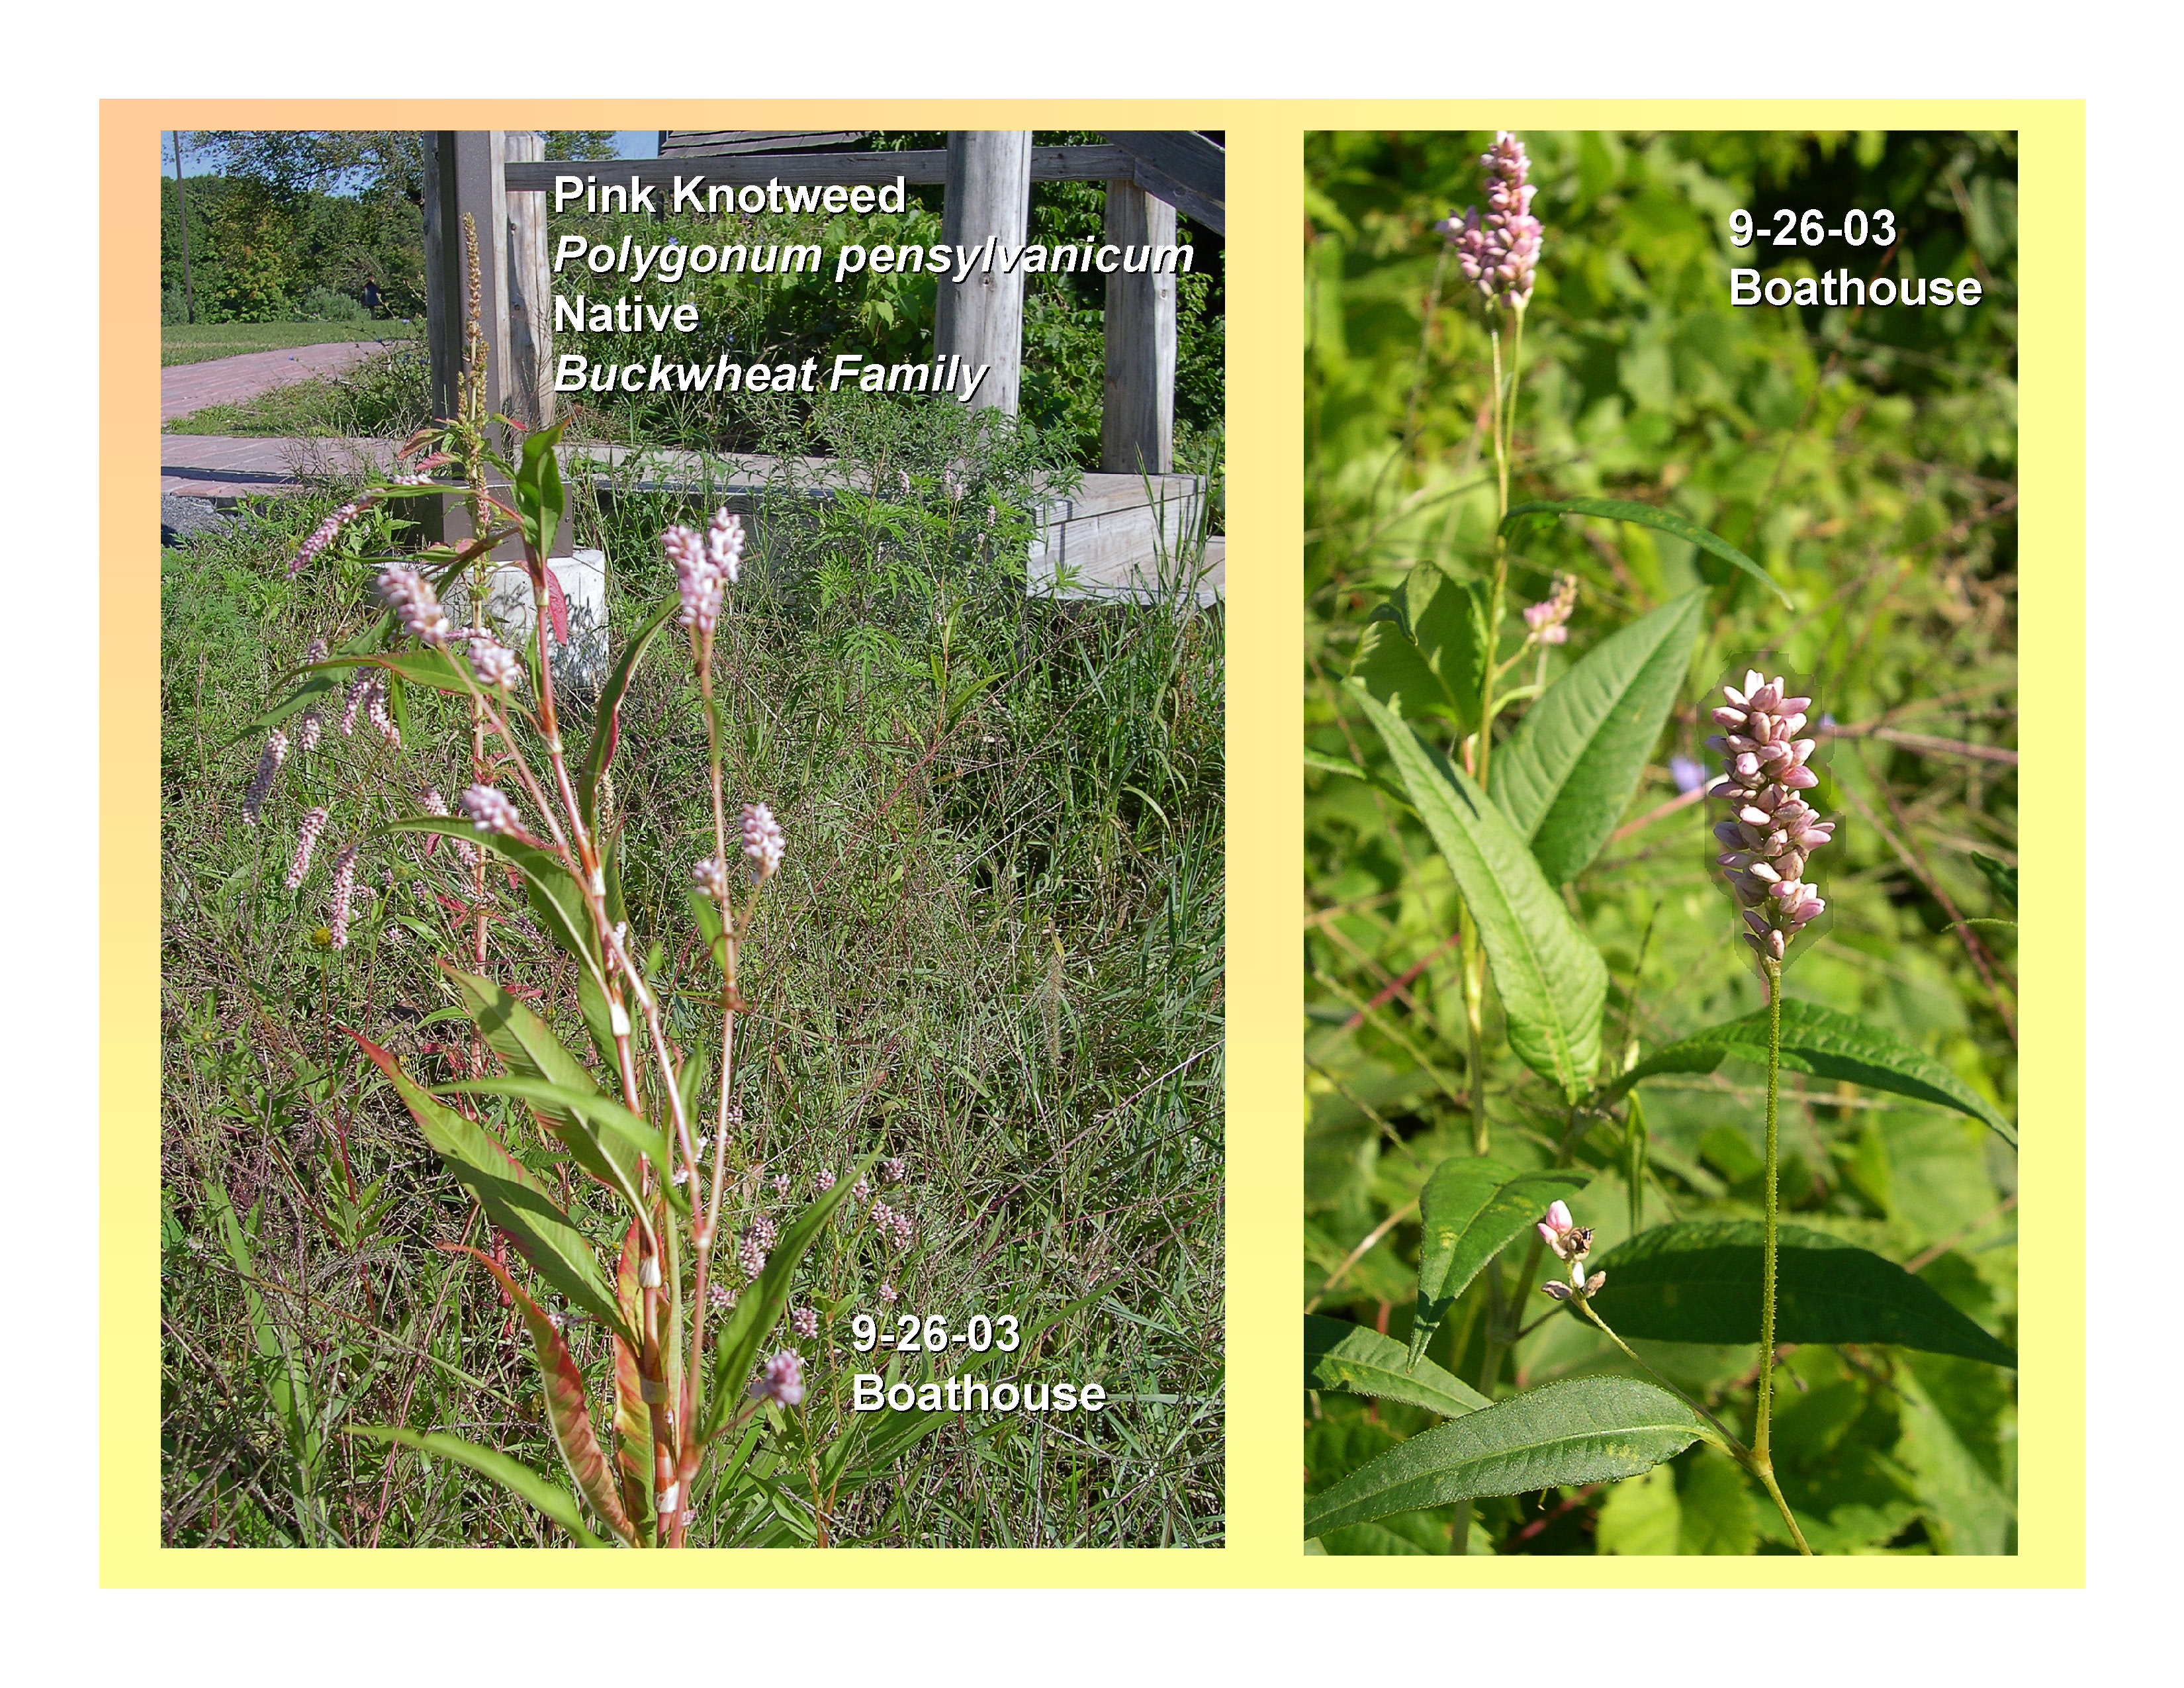 Pink Knotweed
Polygonum pensylvanicum
Native
Buckwheat Family
9-26-03
Boathouse
9-26-03
Boathouse